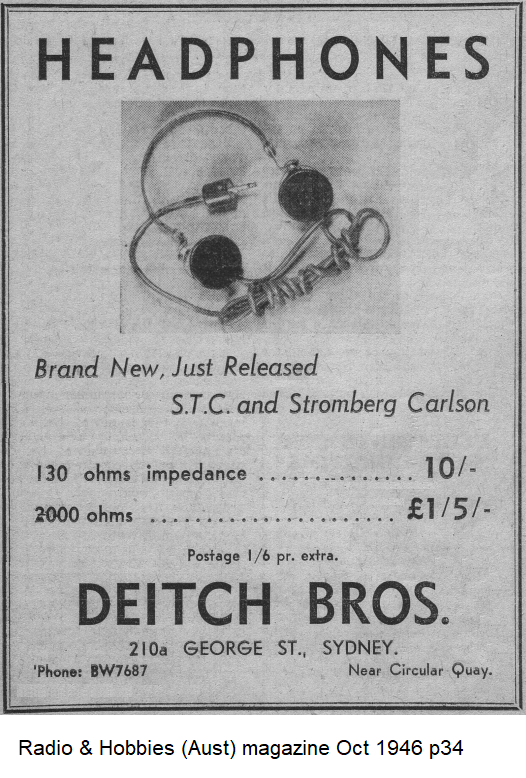 HEADPHONES
Brand New, Just Released
S.T.C. and Stromberg Carlson
130 ohms impedance ............... 10/-
2000 ohms ....................... £1/5/-
Postage 1/6 pr. extra.
DEITCH BROS.
210a GEORGE ST., SYDNEY.
'Phone: BW7687 Near Circular Quay.
Radio & Hobbies (Aust) magazine Oct 1946 p34